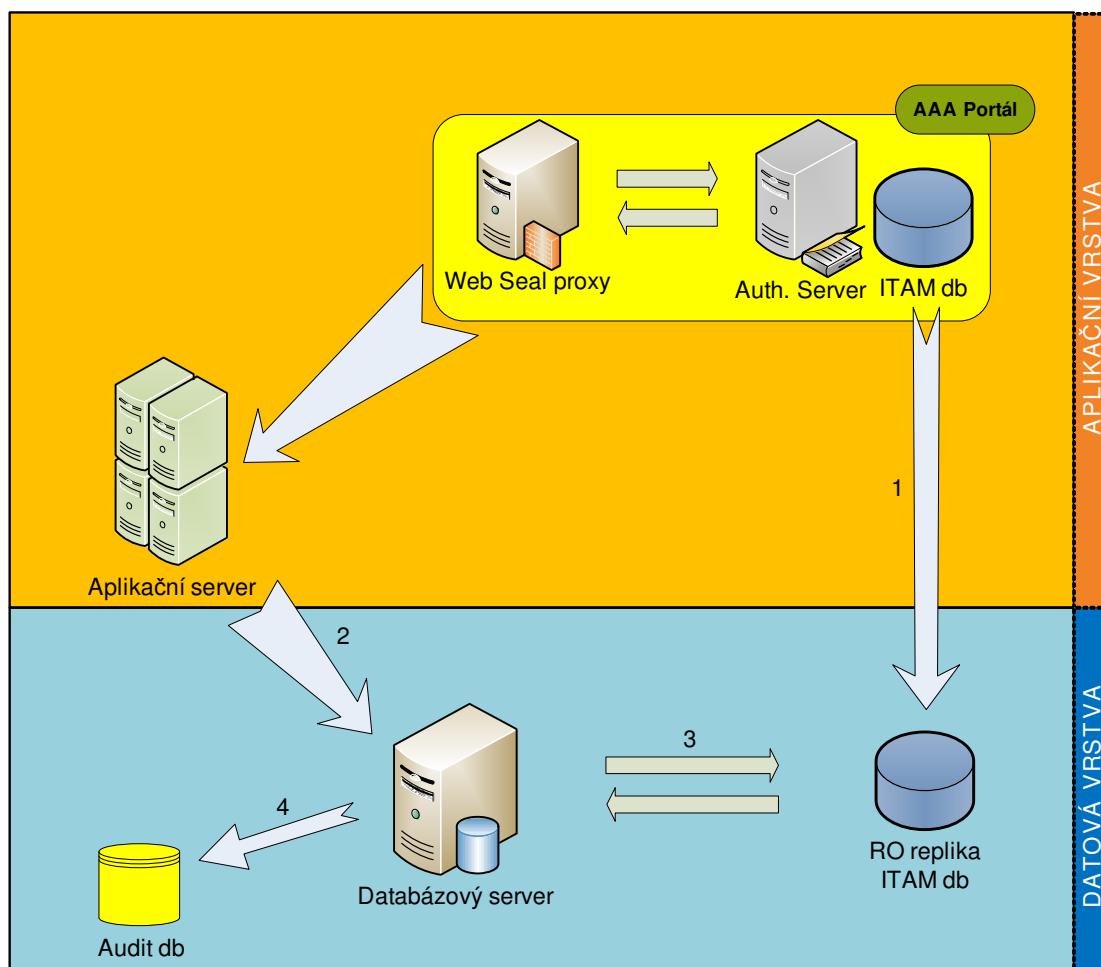 AAA Portál
Web Seal proxy
Auth. Server
ITAM db
APLIKAČNÍ VRSTVA
1
Aplikační server
2
3
4
RO replika
ITAM db
Databázový server
Audit db
DATOVÁ VRSTVA